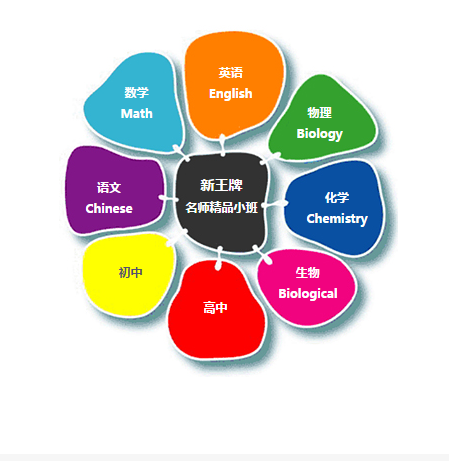 英语
English
数学
Math
物理
Biology
新王牌
名师精品小班
语文
Chinese
化学
Chemistry
初中
生物
Biological
高中